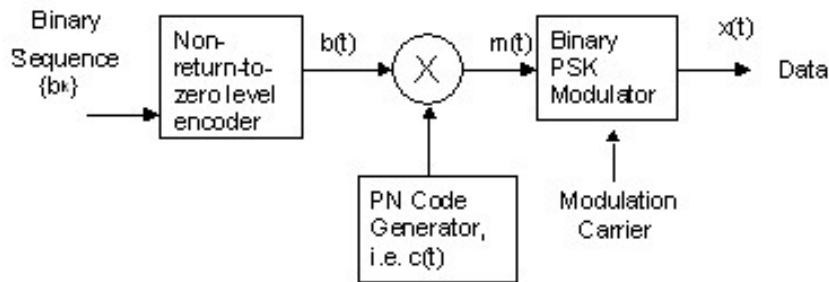 Binary
Sequence
{bk}
Non-
return-to-
zero level
encoder
b(t)
X
m(t)
Binary
PSK
Modulator
x(t)
Data
PN Code
Generator,
i.e. c(t)
Modulation
Carrier